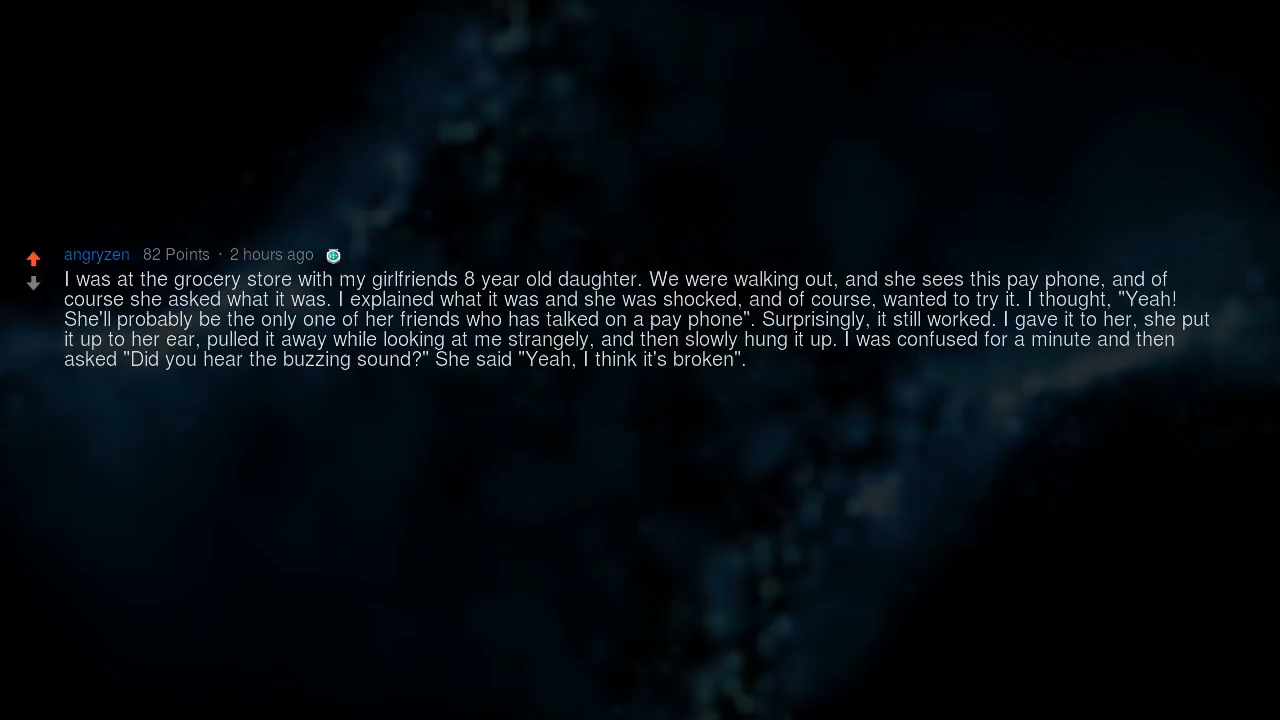 angryzen 82 Points · 2 hours ago
I was at the grocery store with my girlfriends 8 year old daughter. We were walking out, and she sees this pay phone, and of
course she asked what it was. I explained what it was and she was shocked, and of course, wanted to try it. I thought, "Yeah!
She'll probably be the only one of her friends who has talked on a pay phone". Surprisingly, it still worked. I gave it to her, she put
it up to her ear, pulled it away while looking at me strangely, and then slowly hung it up. I was confused for a minute and then
asked "Did you hear the buzzing sound?" She said "Yeah, I think it's broken".